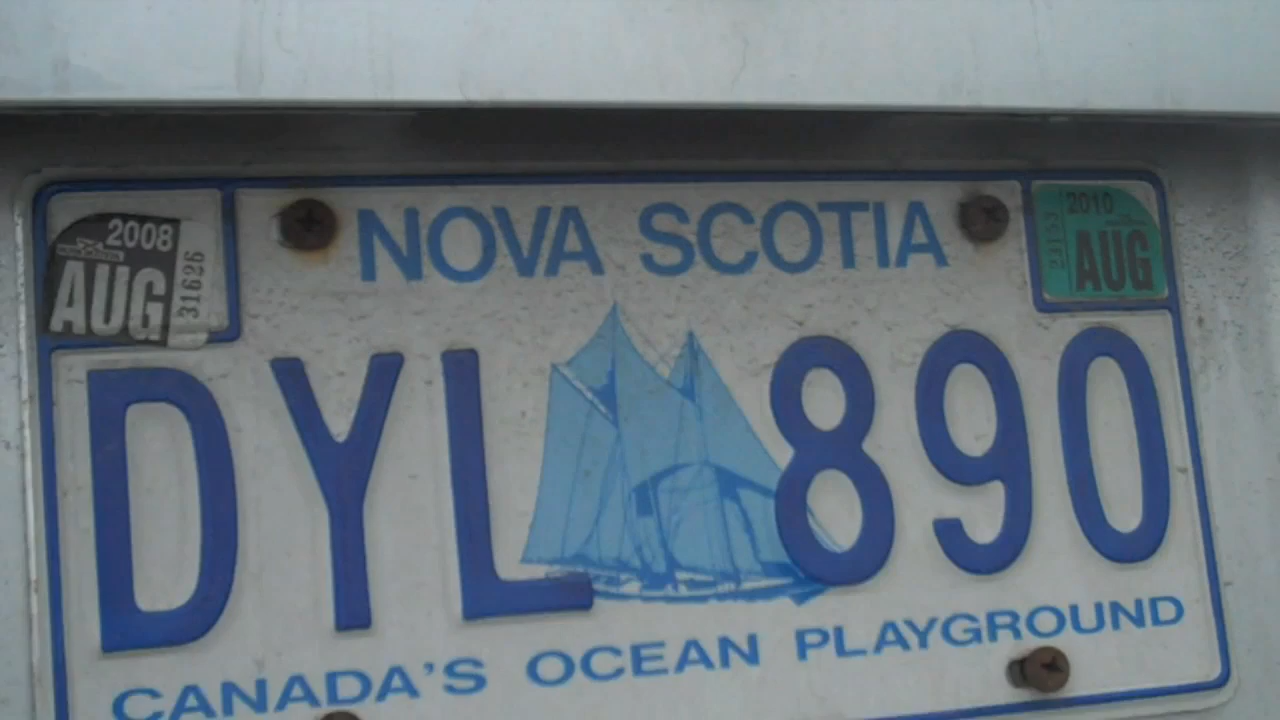 NOVA SCOTIA
2008
AUG
31626
2010
AUG
DYL 890
CANADA'S OCEAN PLAYGROUND